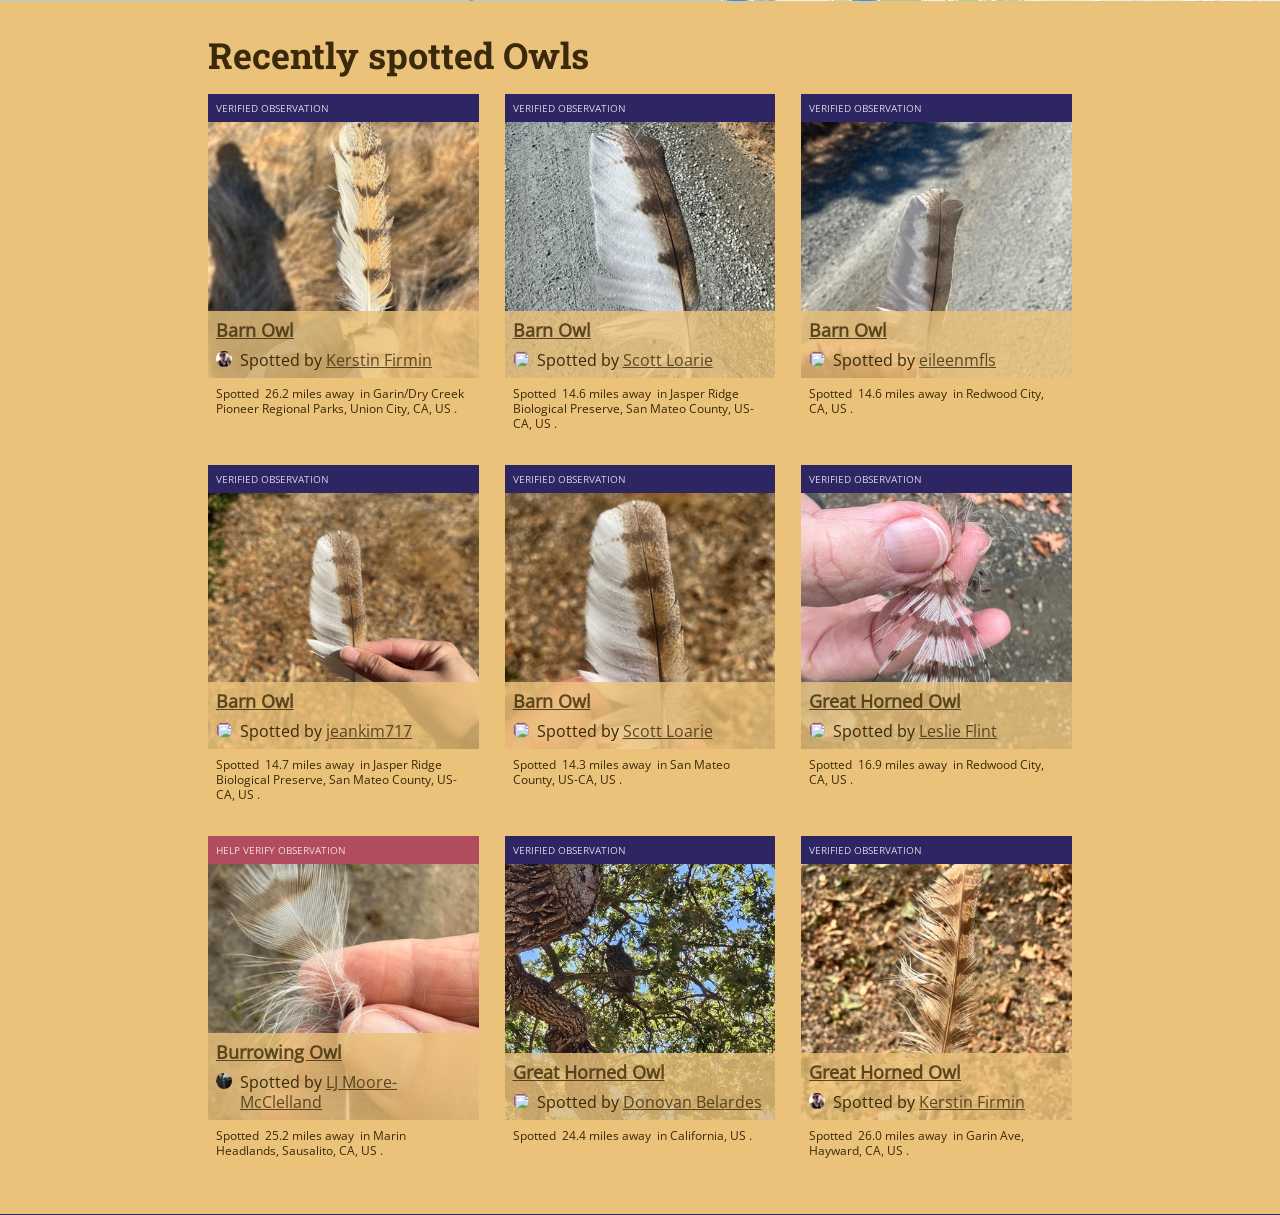 Recently spotted Owls
VERIFIED OBSERVATION
Barn Owl
Spotted by Kerstin Firmin
Spotted 26.2 miles away in Garin/Dry Creek
Pioneer Regional Parks, Union City, CA, US .
VERIFIED OBSERVATION
Barn Owl
Spotted by Scott Loarie
Spotted 14.6 miles away in Jasper Ridge
Biological Preserve, San Mateo County, US-
CA, US .
VERIFIED OBSERVATION
Barn Owl
Spotted by eileenmfls
Spotted 14.6 miles away in Redwood City,
CA, US .
VERIFIED OBSERVATION
Barn Owl
Spotted by jeankim717
Spotted 14.7 miles away in Jasper Ridge
Biological Preserve, San Mateo County, US-
CA, US .
VERIFIED OBSERVATION
Barn Owl
Spotted by Scott Loarie
Spotted 14.3 miles away in San Mateo
County, US-CA, US .
VERIFIED OBSERVATION
Great Horned Owl
Spotted by Leslie Flint
Spotted 16.9 miles away in Redwood City,
CA, US .
HELP VERIFY OBSERVATION
Burrowing Owl
Spotted by LJ Moore-
McClelland
Spotted 25.2 miles away in Marin
Headlands, Sausalito, CA, US .
VERIFIED OBSERVATION
Great Horned Owl
Spotted by Donovan Belardes
Spotted 24.4 miles away in California, US .
VERIFIED OBSERVATION
Great Horned Owl
Spotted by Kerstin Firmin
Spotted 26.0 miles away in Garin Ave,
Hayward, CA, US .